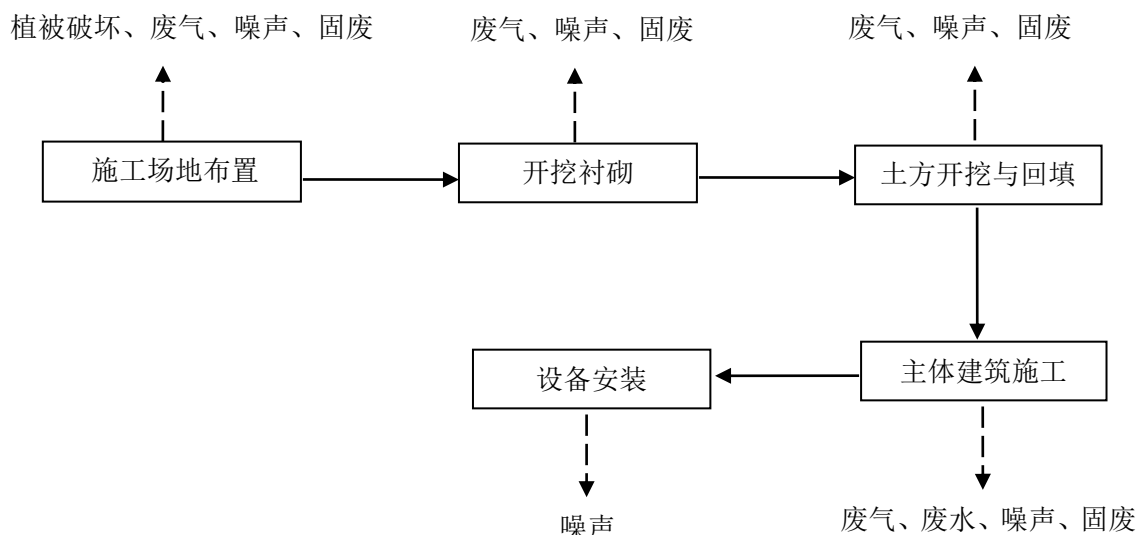 植被破坏、废气、噪声、固废
废气、噪声、固废
废气、噪声、固废
施工场地布置
开挖衬砌
土方开挖与回填
设备安装
主体建筑施工
噪声
废气、废水、噪声、固废